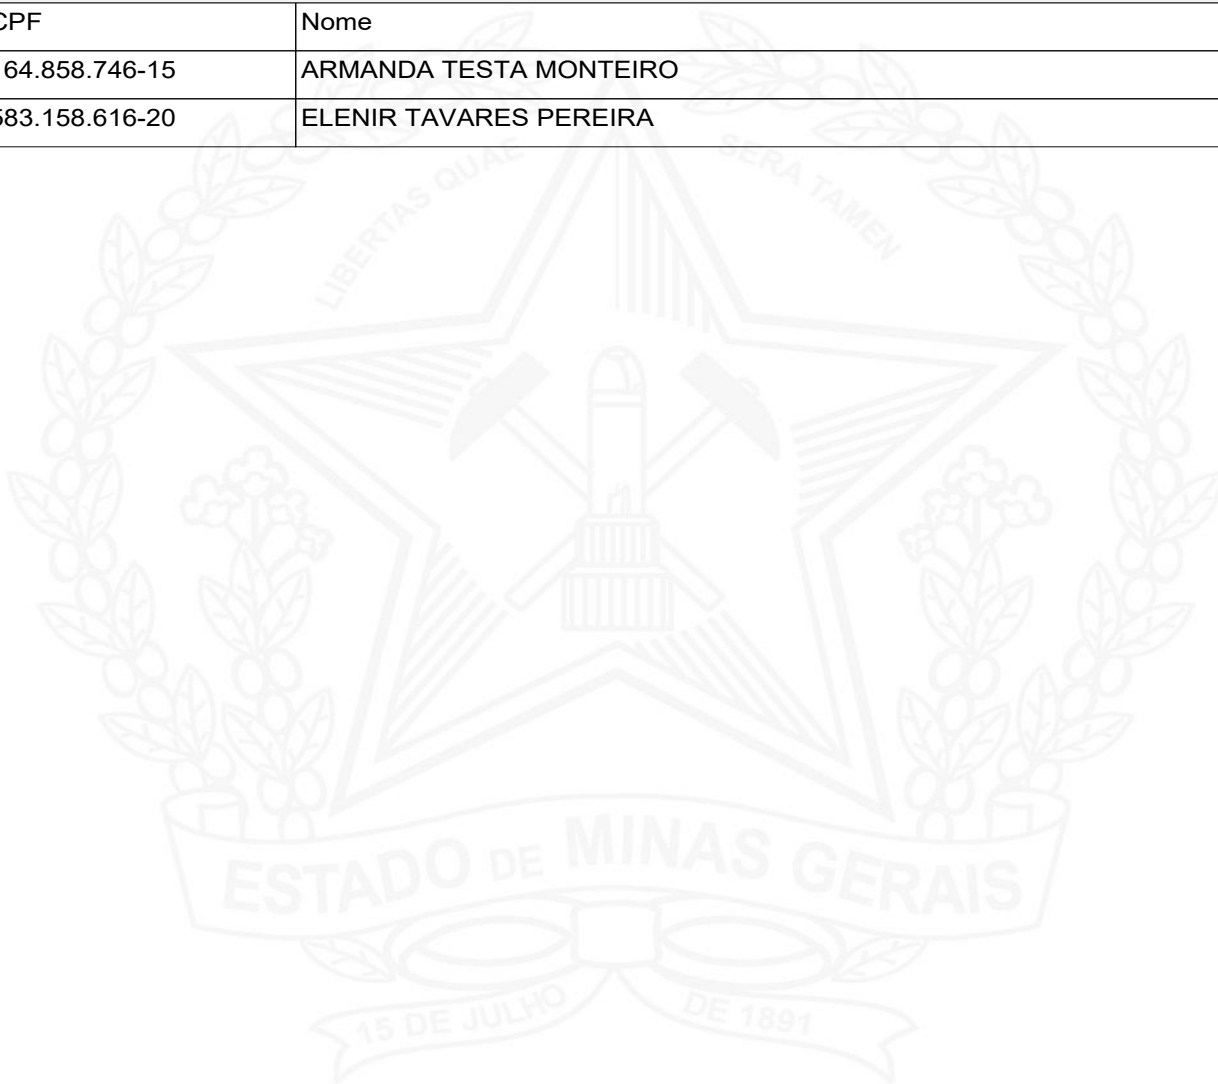 CPF Nome
64.858.746-15 ARMANDA TESTA MONTEIRO
583.158.616-20 ELENIR TAVARES PEREIRA
LIBERTAS QUAE SERA TAMEN
ESTADO DE MINAS GERAIS
15 DE JULHO DE 1891